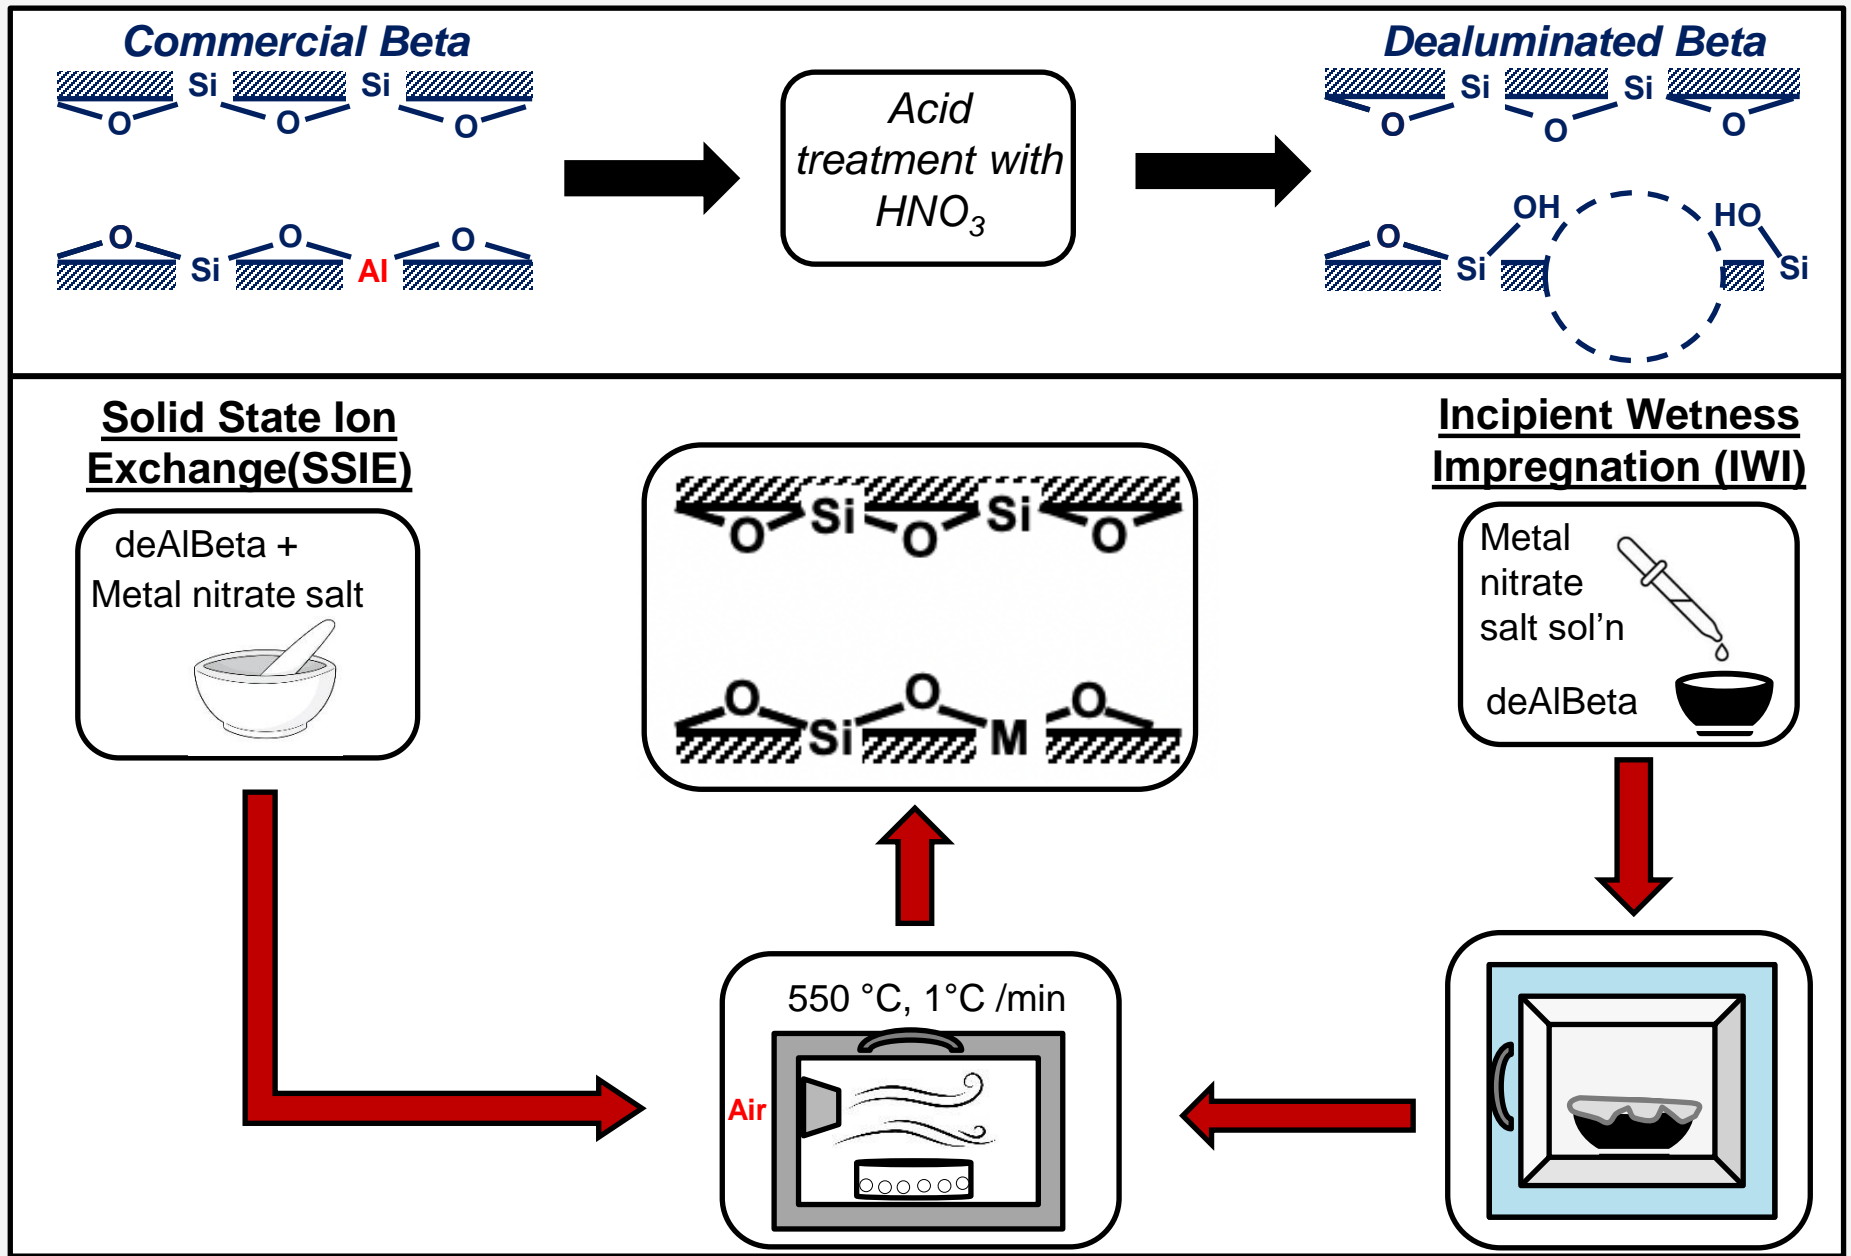 Commercial Beta
Si Si
O O O
O O O
Si Al
Acid
treatment with
HNO₃
Dealuminated Beta
Si Si
O O O
OH HO
O
Si Si
Solid State Ion
Exchange(SSIE)
deAlBeta +
Metal nitrate salt
Si Si
O O O
O O O
Si M
Incipient Wetness
Impregnation (IWI)
Metal
nitrate
salt sol’n
deAlBeta
550 °C, 1°C /min
Air